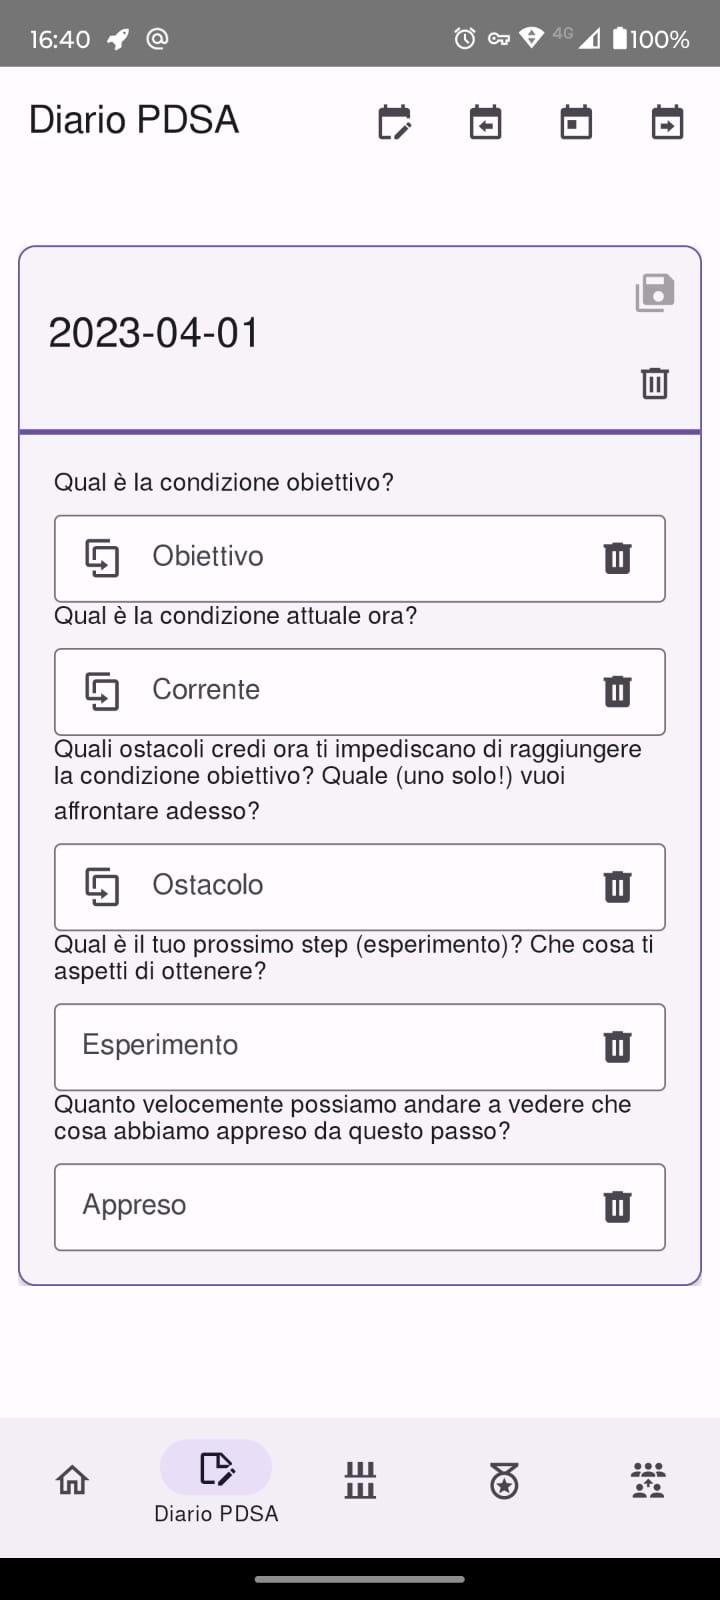 16:40 4G 100%
Diario PDSA
2023-04-01
Qual è la condizione obiettivo?
Obiettivo
Qual è la condizione attuale ora?
Corrente
Quali ostacoli credi ora ti impediscano di raggiungere
la condizione obiettivo? Quale (uno solo!) vuoi
affrontare adesso?
Ostacolo
Qual è il tuo prossimo step (esperimento)? Che cosa ti
aspetti di ottenere?
Esperimento
Quanto velocemente possiamo andare a vedere che
cosa abbiamo appreso da questo passo?
Appreso
Diario PDSA